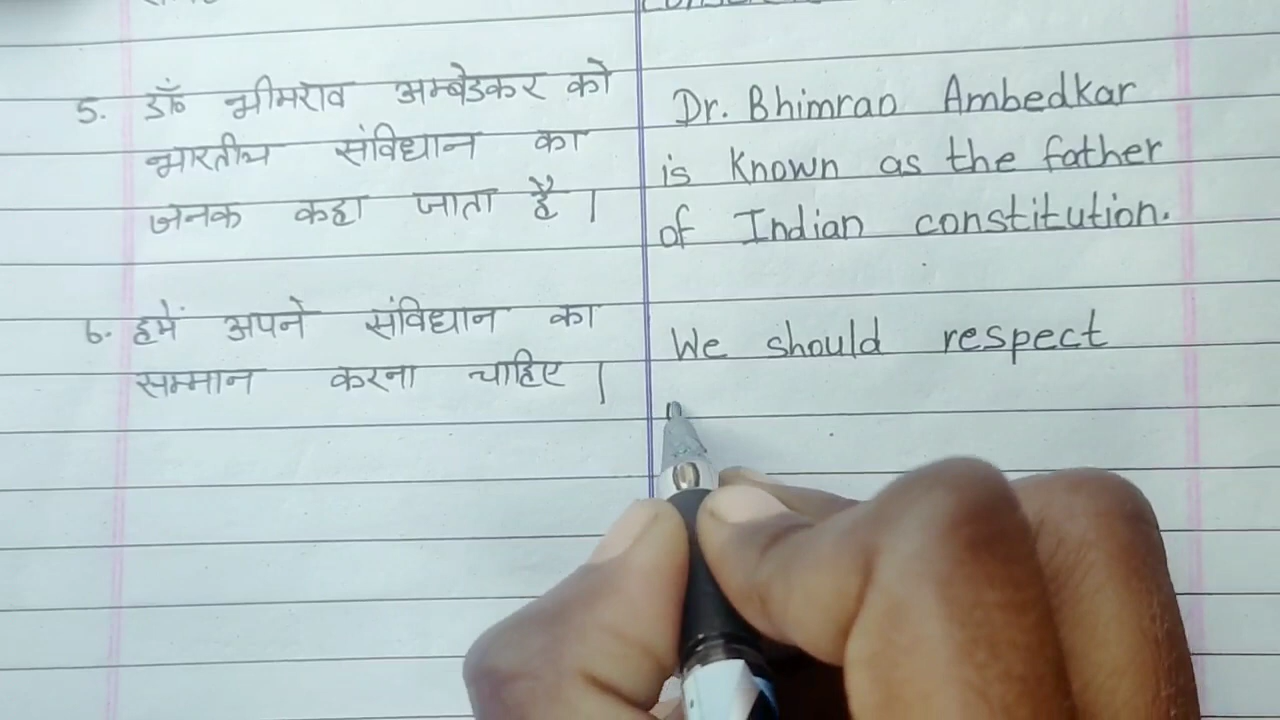 5. डॉ भीमराव अम्बेडकर को
भारतीय संविधान का
जनक कहा जाता है।
Dr. Bhimrao Ambedkar
is known as the father
of Indian constitution.
6. हमें अपने संविधान का
सम्मान करना चाहिए।
We should respect